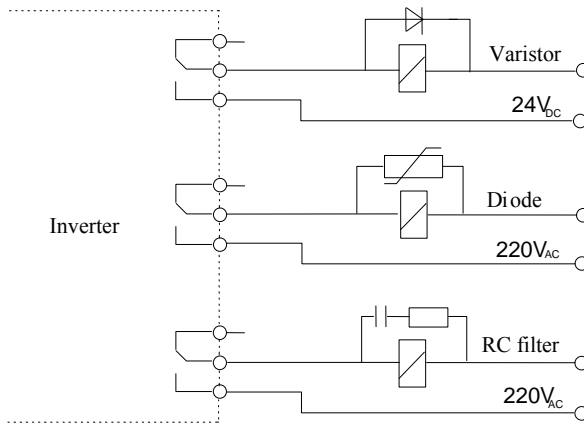 Varistor
24VDC
Inverter
Diode
220VAC
RC filter
220VAC